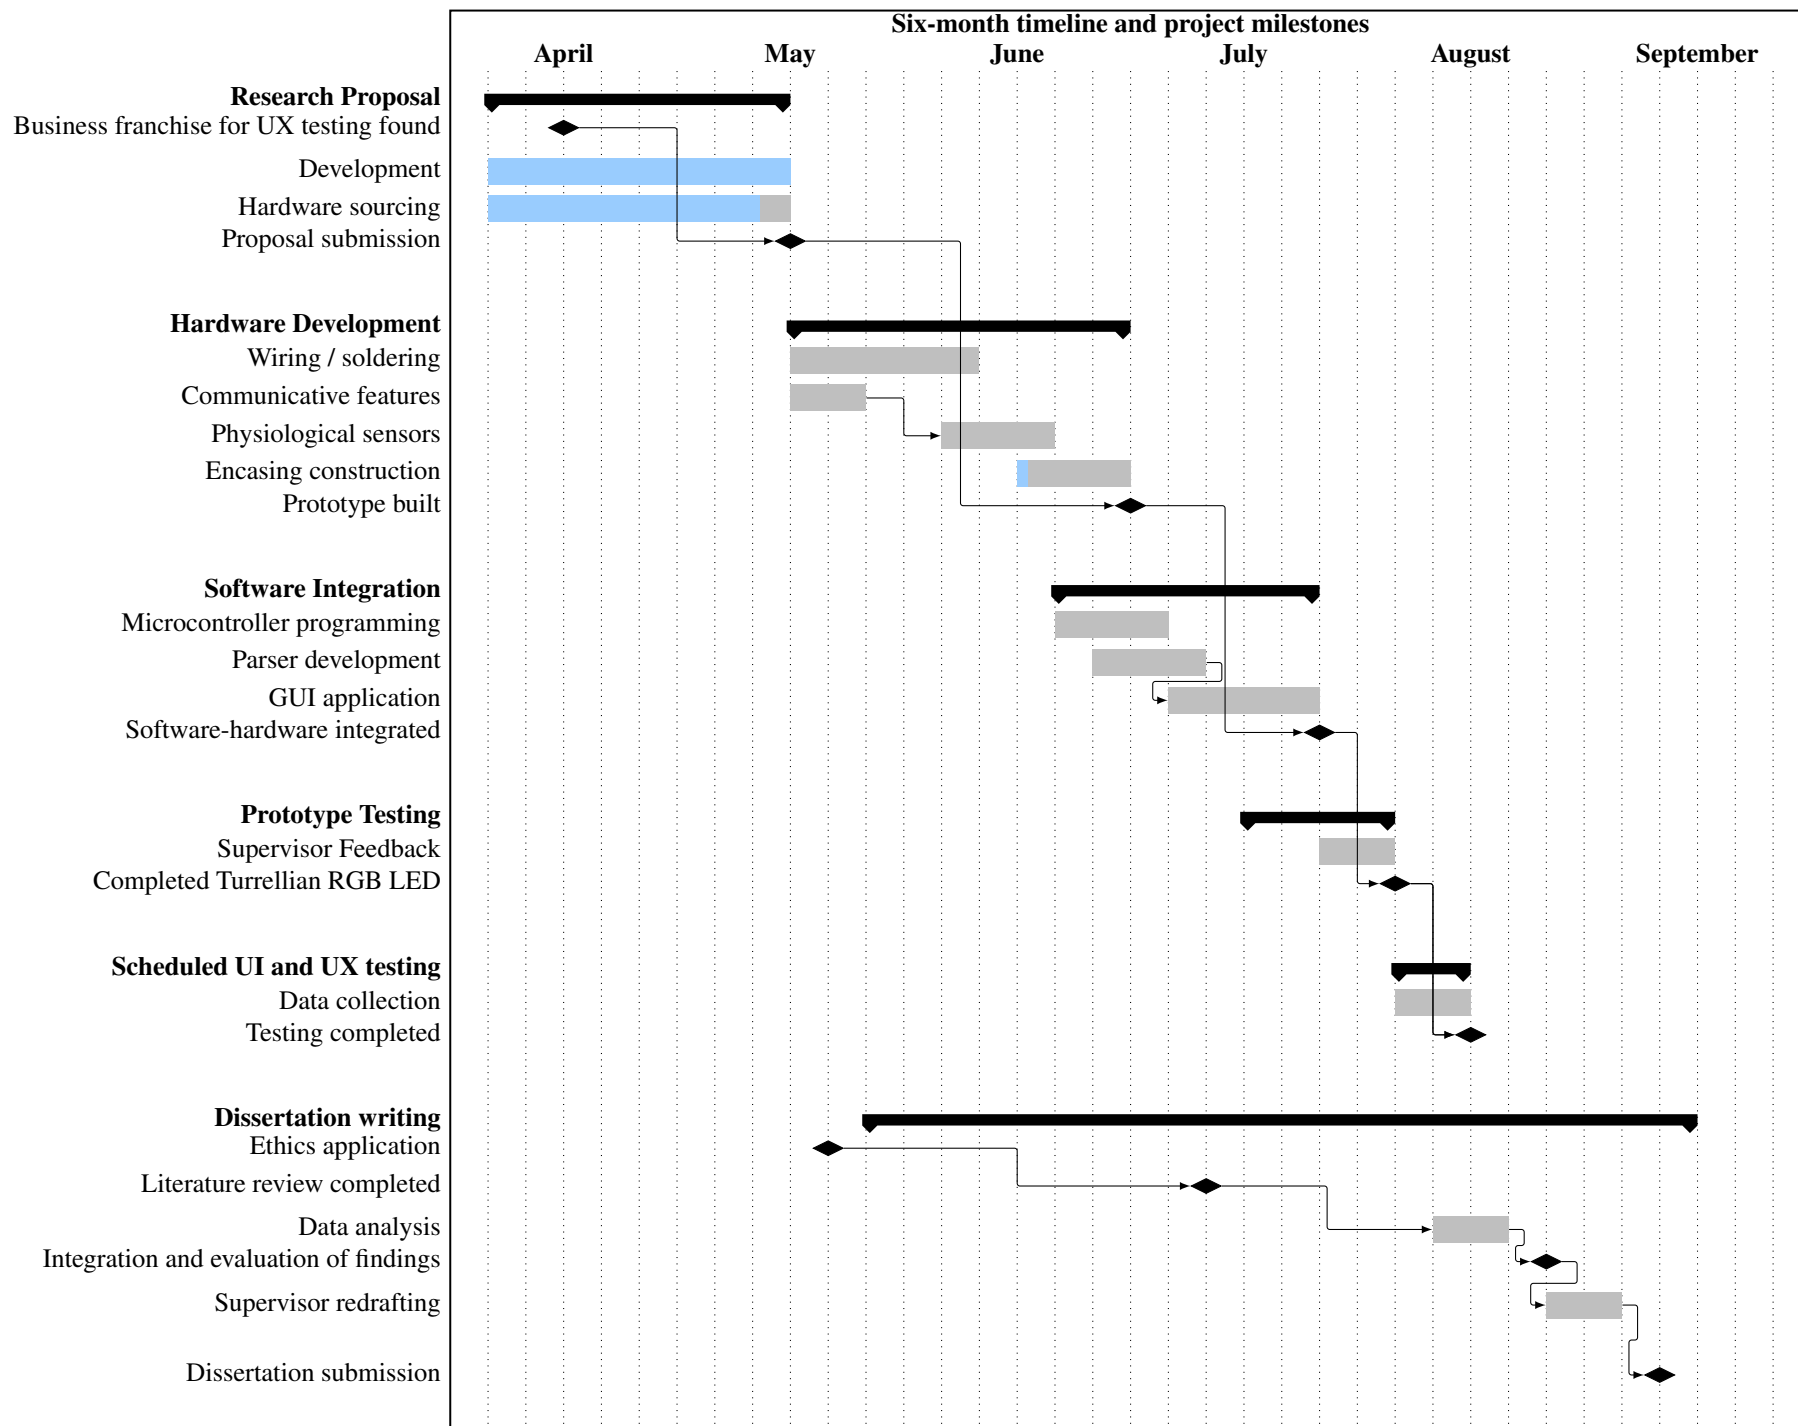 Six-month timeline and project milestones
April May June July August September
Research Proposal
Business franchise for UX testing found
Development
Hardware sourcing
Proposal submission
Hardware Development
Wiring / soldering
Communicative features
Physiological sensors
Encasing construction
Prototype built
Software Integration
Microcontroller programming
Parser development
GUI application
Software-hardware integrated
Prototype Testing
Supervisor Feedback
Completed Turrellian RGB LED
Scheduled UI and UX testing
Data collection
Testing completed
Dissertation writing
Ethics application
Literature review completed
Data analysis
Integration and evaluation of findings
Supervisor redrafting
Dissertation submission